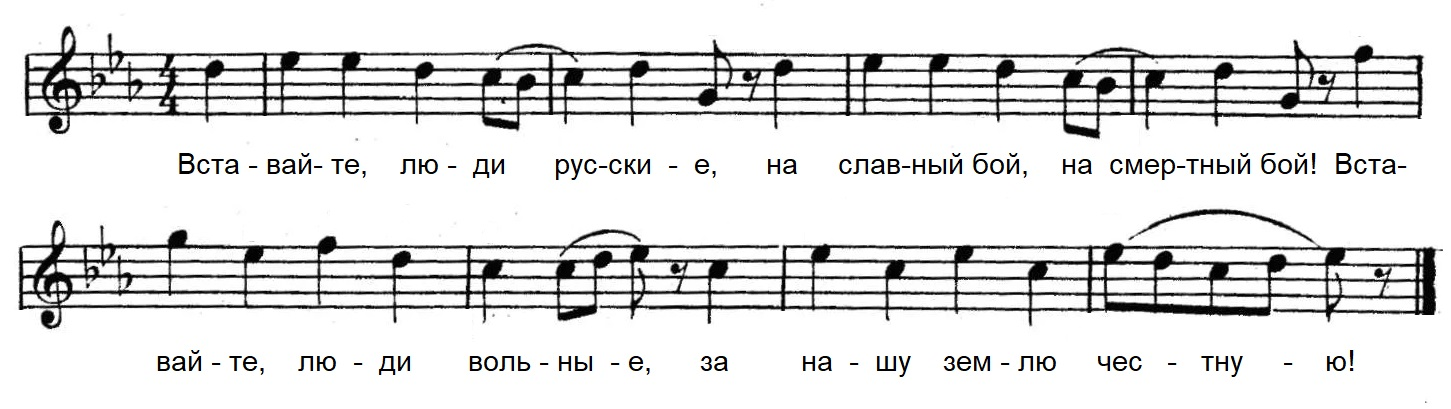 Вста - вай- те, лю - ди рус-ски - е, на слав-ный бой, на смер-тный бой! Вста-
вай - те, лю - ди воль - ны - е, за на - шу зем - лю чес - тну - ю!